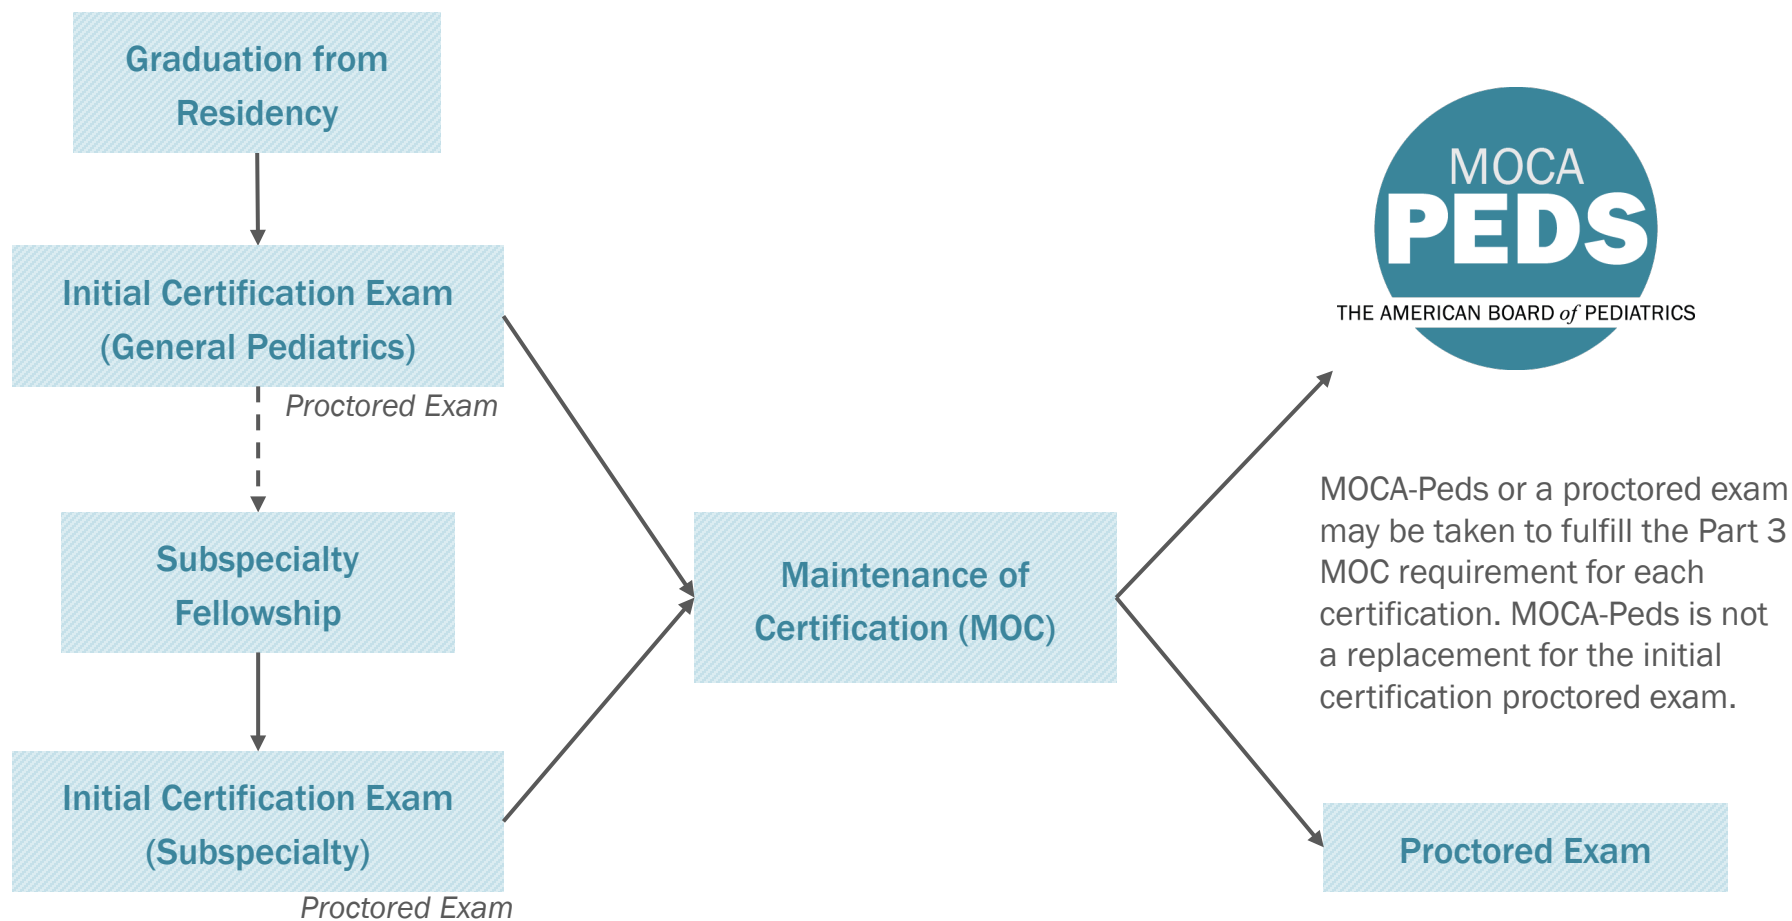 Graduation from
Residency
Initial Certification Exam
(General Pediatrics)
Proctored Exam
Subspecialty
Fellowship
Initial Certification Exam
(Subspecialty)
Proctored Exam
Maintenance of
Certification (MOC)
MOCA
PEDS
THE AMERICAN BOARD of PEDIATRICS
MOCA-Peds or a proctored exam
may be taken to fulfill the Part 3
MOC requirement for each
certification. MOCA-Peds is not
a replacement for the initial
certification proctored exam.
Proctored Exam